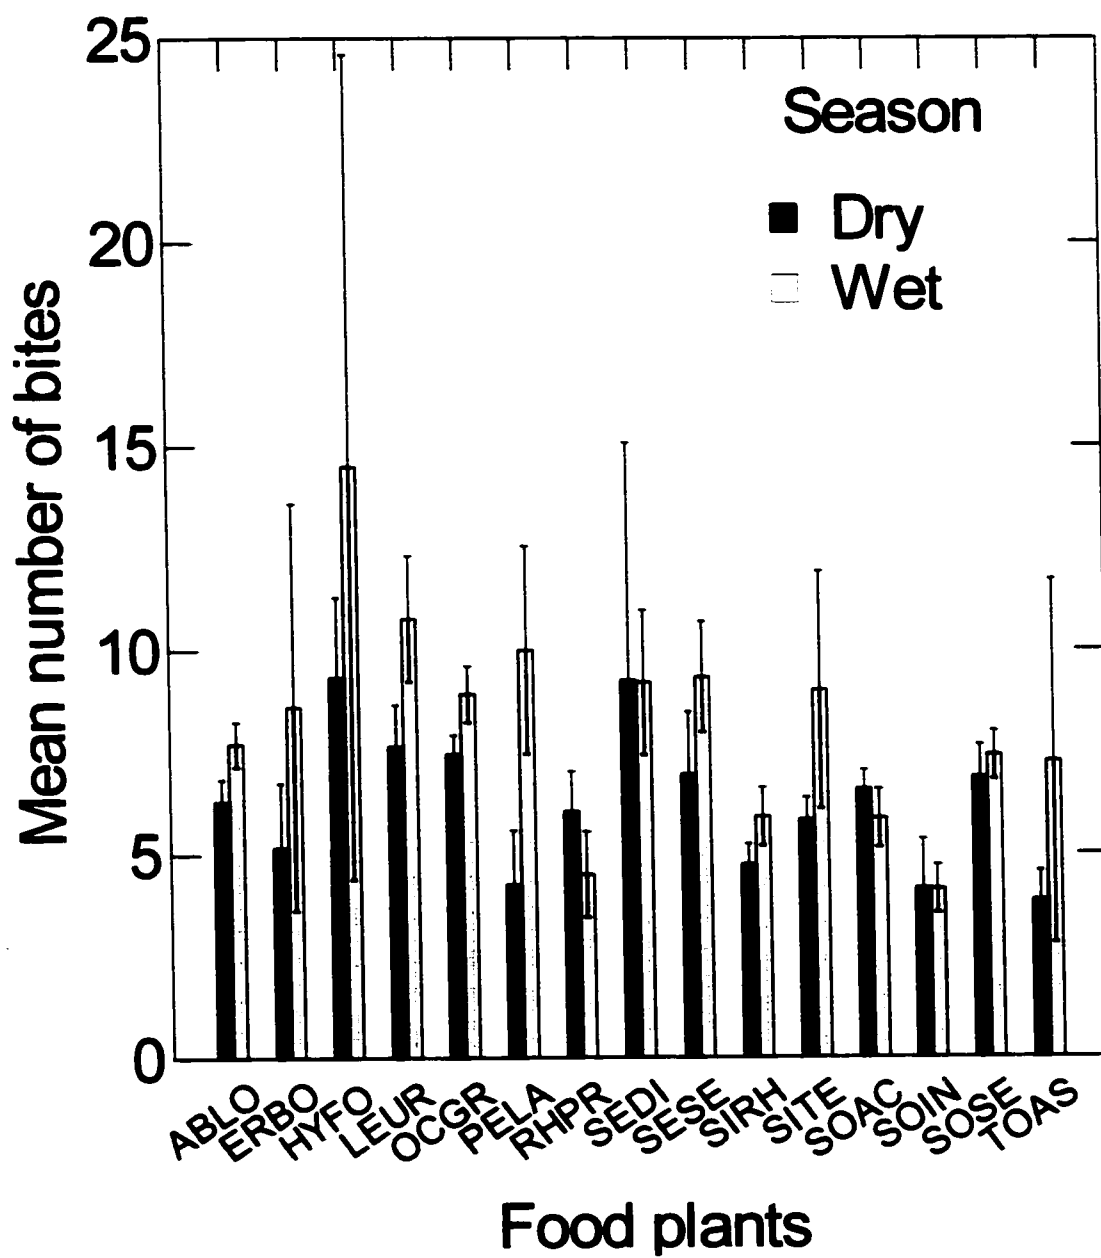 25
20
15
10
5
0
Mean number of bites
Season
Dry
Wet
ABLO
ERBO
HYFO
LEUR
OCGR
PELA
RHPR
SEDI
SESE
SIRH
SITE
SOAC
SOIN
SOSE
TOAS
Food plants